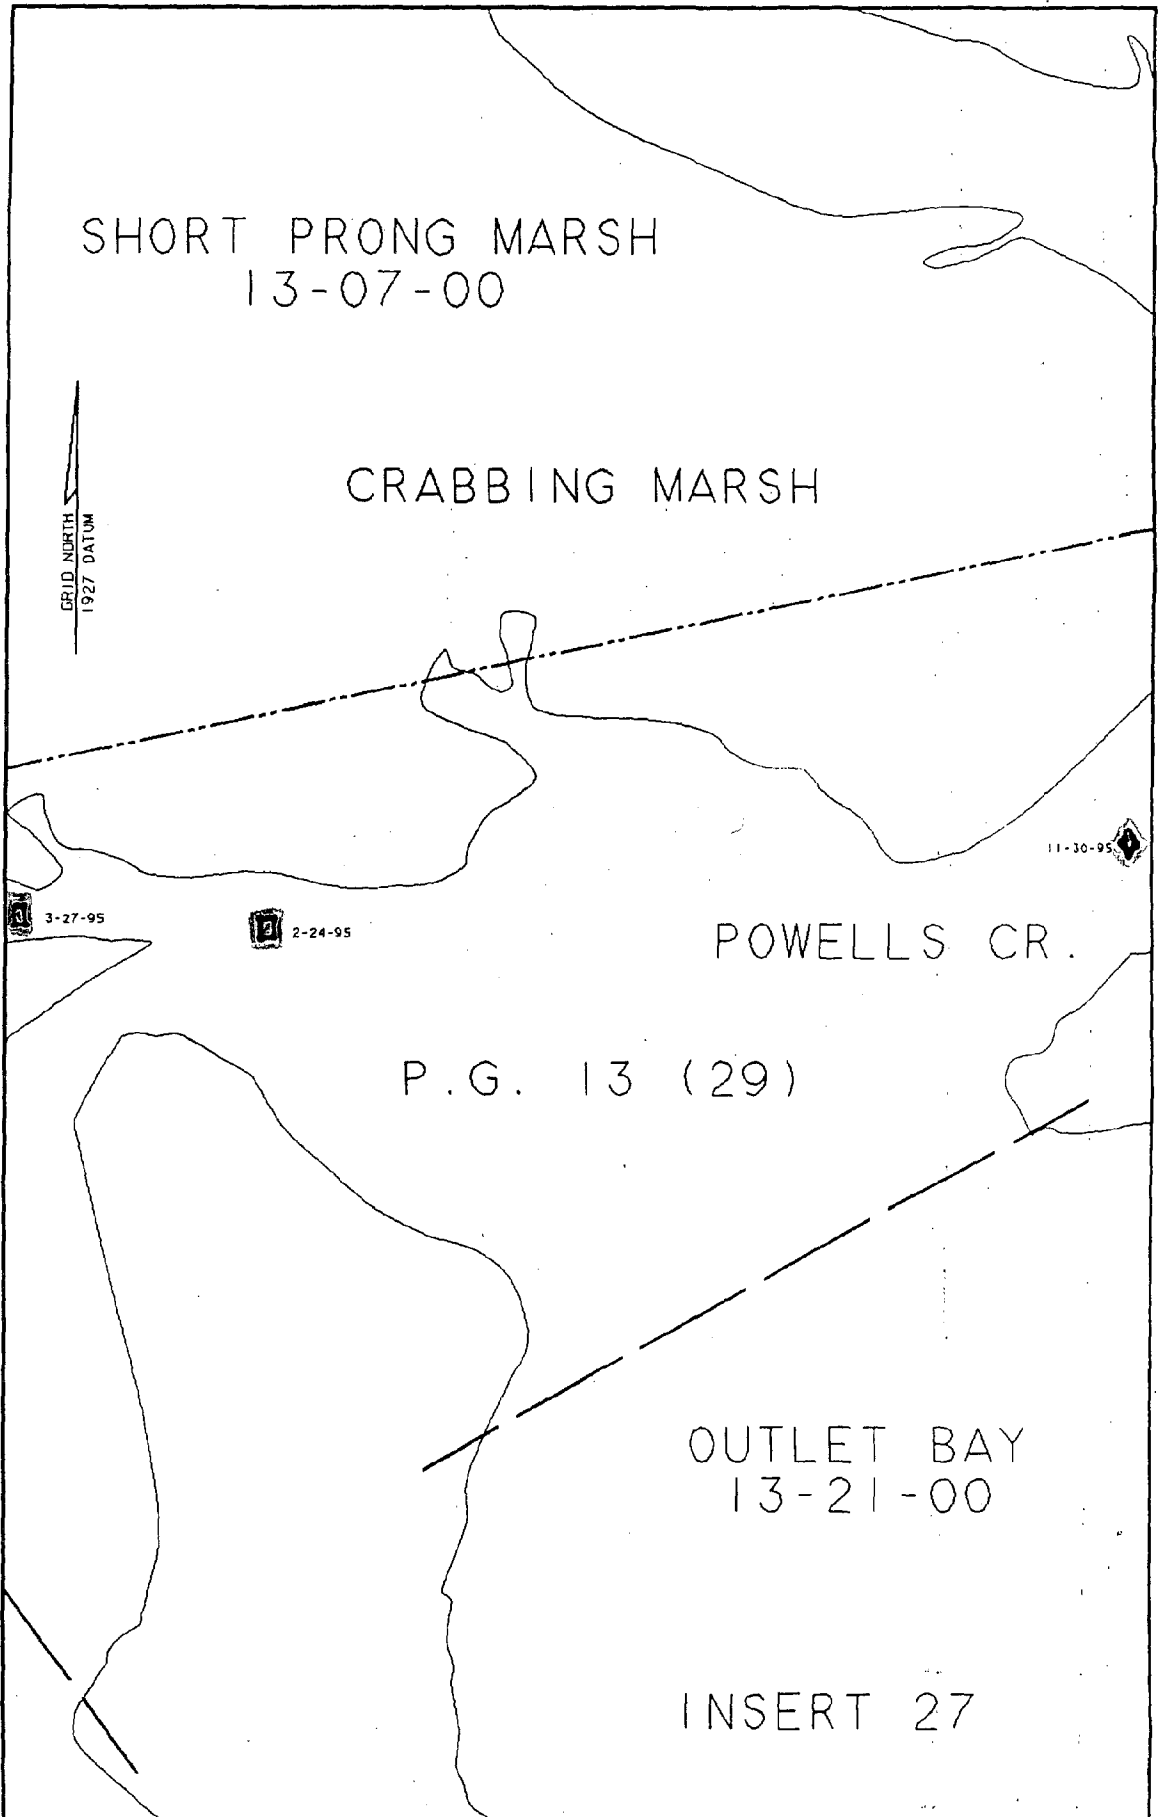 SHORT PRONG MARSH
13-07-00
CRABBING MARSH
GRID NORTH
1927 DATUM
11-30-95
3-27-95
2-24-95
POWELLS CR.
P.G. 13 (29)
OUTLET BAY
13-21-00
INSERT 27